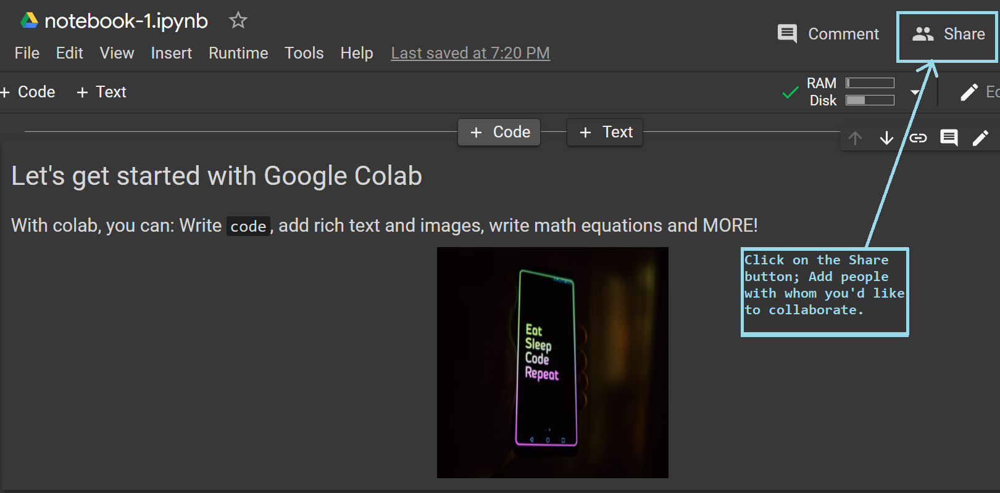 notebook-1.ipynb
Comment
Share
File Edit View Insert Runtime Tools Help Last saved at 7:20 PM
+ Code + Text
RAM
Disk
+ Code + Text
Let's get started with Google Colab
With colab, you can: Write code, add rich text and images, write math equations and MORE!
Click on the Share
button; Add people
with whom you'd like
to collaborate.
Eat
Sleep
Code
Repeat